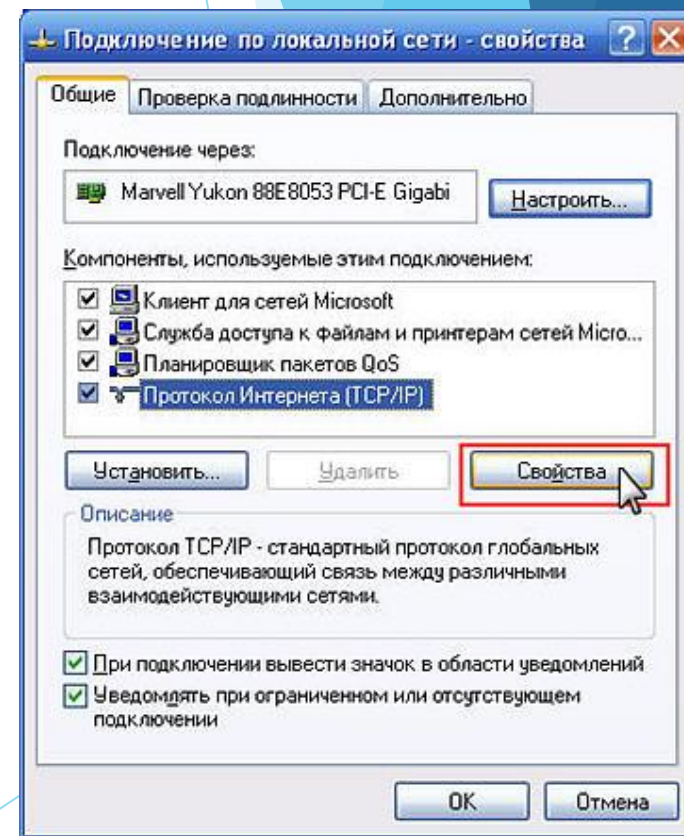 Подключение по локальной сети - свойства
Общие Проверка подлинности Дополнительно
Подключение через:
Marvell Yukon 88E8053 PCI-E Gigabi Настроить...
Компоненты, используемые этим подключением:
Клиент для сетей Microsoft
Служба доступа к файлам и принтерам сетей Micro...
Планировщик пакетов QoS
Протокол Интернета (TCP/IP)
Установить... Удалить Свойства
Описание
Протокол TCP/IP - стандартный протокол глобальных
сетей, обеспечивающий связь между различными
взаимодействующими сетями.
При подключении вывести значок в области уведомлений
Уведомлять при ограниченном или отсутствующем
подключении
OK Отмена